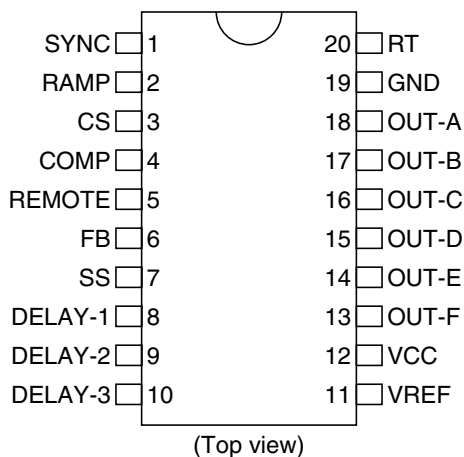 SYNC 1 20 RT
RAMP 2 19 GND
CS 3 18 OUT-A
COMP 4 17 OUT-B
REMOTE 5 16 OUT-C
FB 6 15 OUT-D
SS 7 14 OUT-E
DELAY-1 8 13 OUT-F
DELAY-2 9 12 VCC
DELAY-3 10 11 VREF
(Top view)